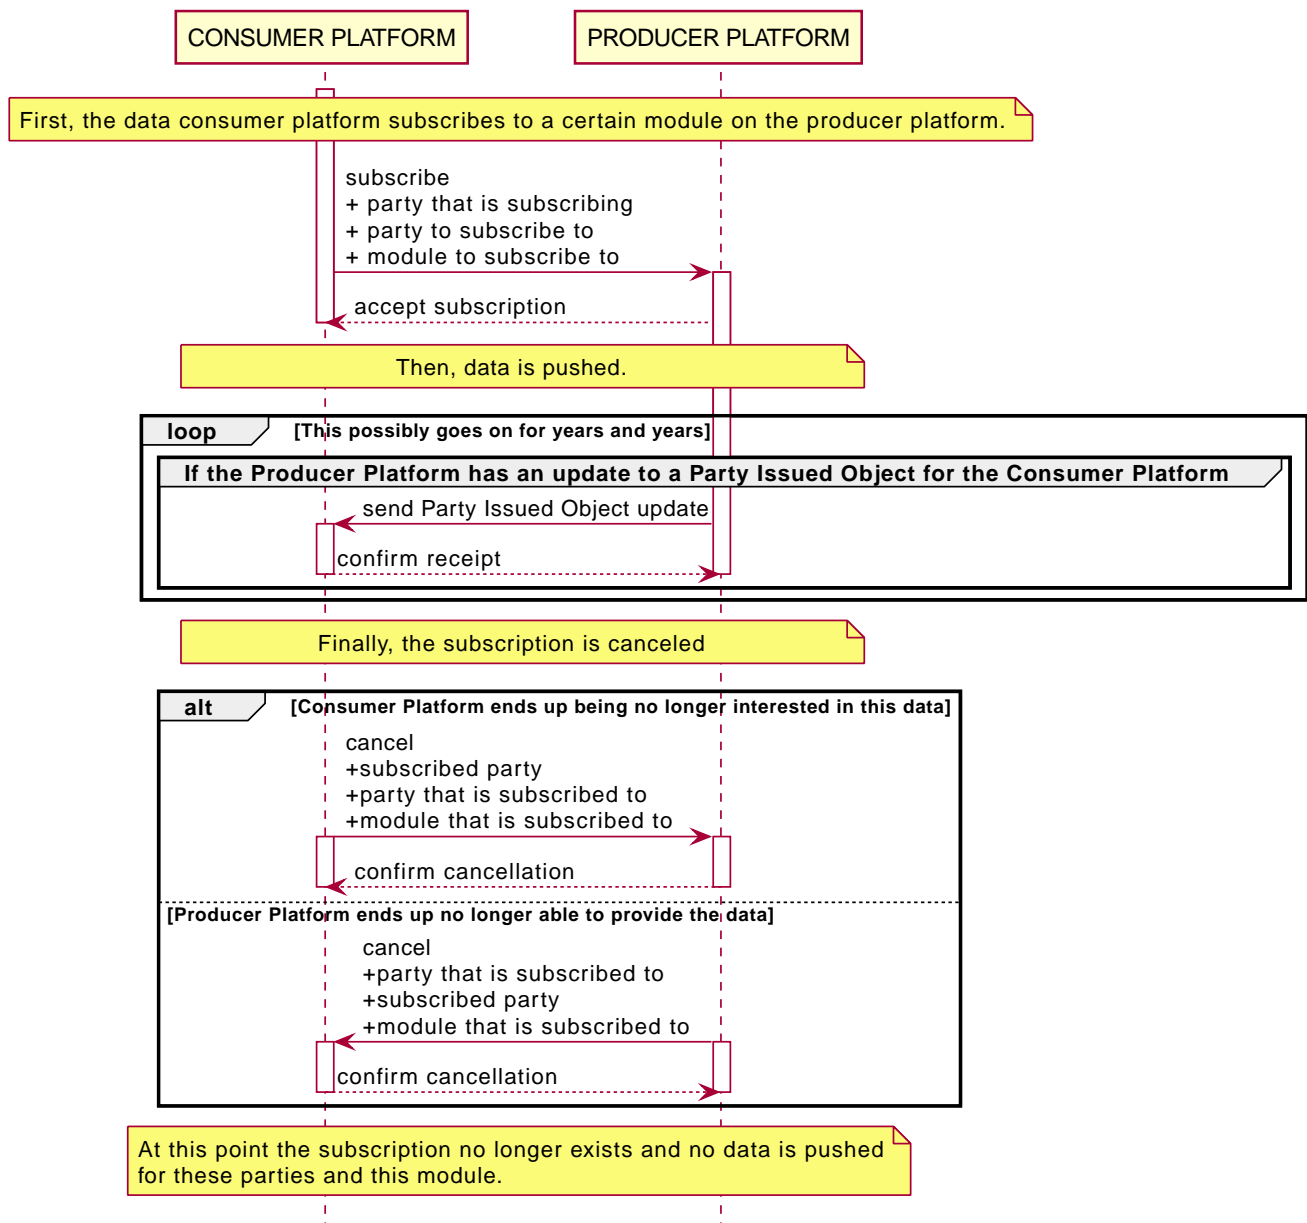 CONSUMER PLATFORM
PRODUCER PLATFORM
First, the data consumer platform subscribes to a certain module on the producer platform.
subscribe
+ party that is subscribing
+ party to subscribe to
+ module to subscribe to
accept subscription
Then, data is pushed.
loop
[This possibly goes on for years and years]
If the Producer Platform has an update to a Party Issued Object for the Consumer Platform
send Party Issued Object update
confirm receipt
Finally, the subscription is canceled
alt
[Consumer Platform ends up being no longer interested in this data]
cancel
+subscribed party
+party that is subscribed to
+module that is subscribed to
confirm cancellation
[Producer Platform ends up no longer able to provide the data]
cancel
+party that is subscribed to
+subscribed party
+module that is subscribed to
confirm cancellation
At this point the subscription no longer exists and no data is pushed
for these parties and this module.